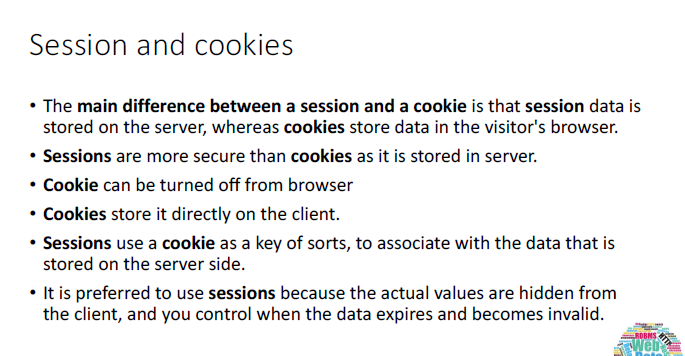 Session and cookies
• The main difference between a session and a cookie is that session data is
stored on the server, whereas cookies store data in the visitor's browser.
• Sessions are more secure than cookies as it is stored in server.
• Cookie can be turned off from browser
• Cookies store it directly on the client.
• Sessions use a cookie as a key of sorts, to associate with the data that is
stored on the server side.
• It is preferred to use sessions because the actual values are hidden from
the client, and you control when the data expires and becomes invalid.
RDBMS HTTP
Web
Data